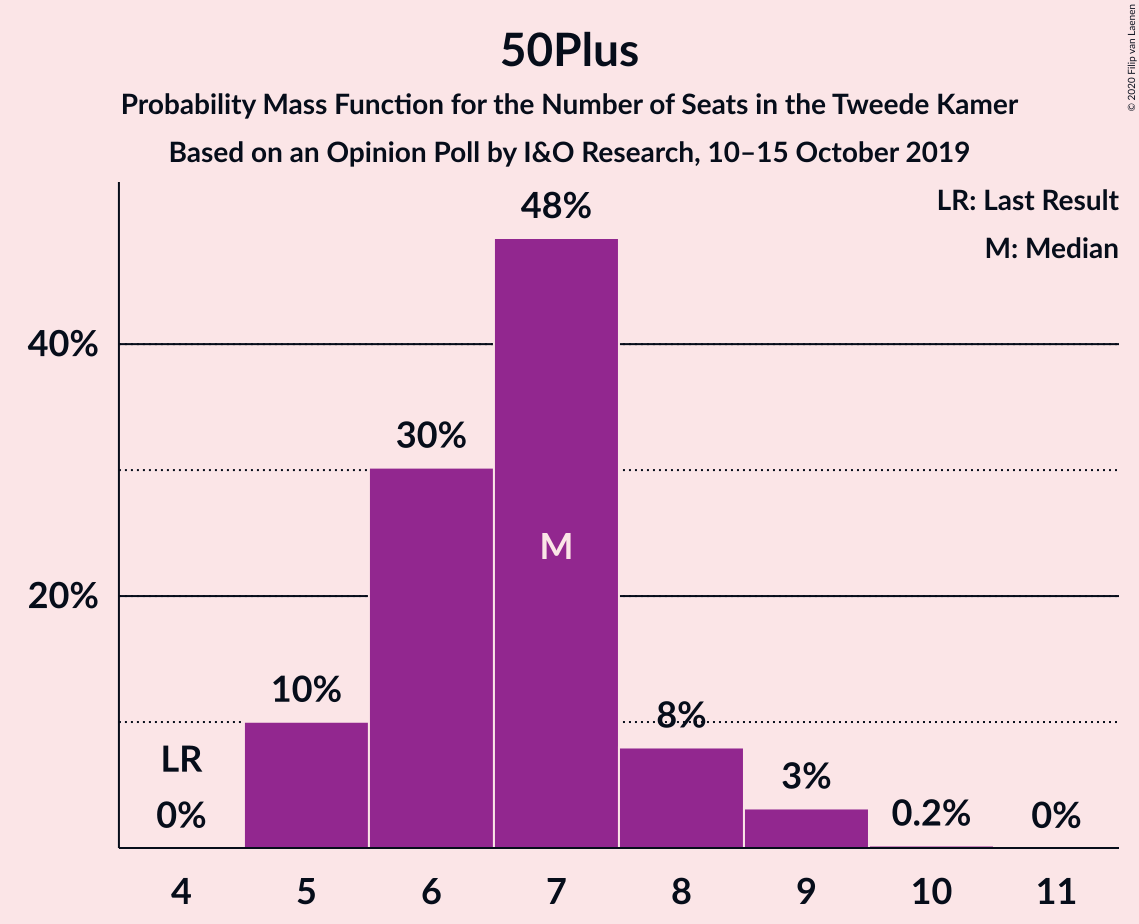 50Plus
Probability Mass Function for the Number of Seats in the Tweede Kamer
Based on an Opinion Poll by I&O Research, 10–15 October 2019
© 2020 Filip van Laenen
LR: Last Result
M: Median
48%
40%
30%
M
20%
10%
8%
LR
3%
0%
0.2%
0%
4 5 6 7 8 9 10 11